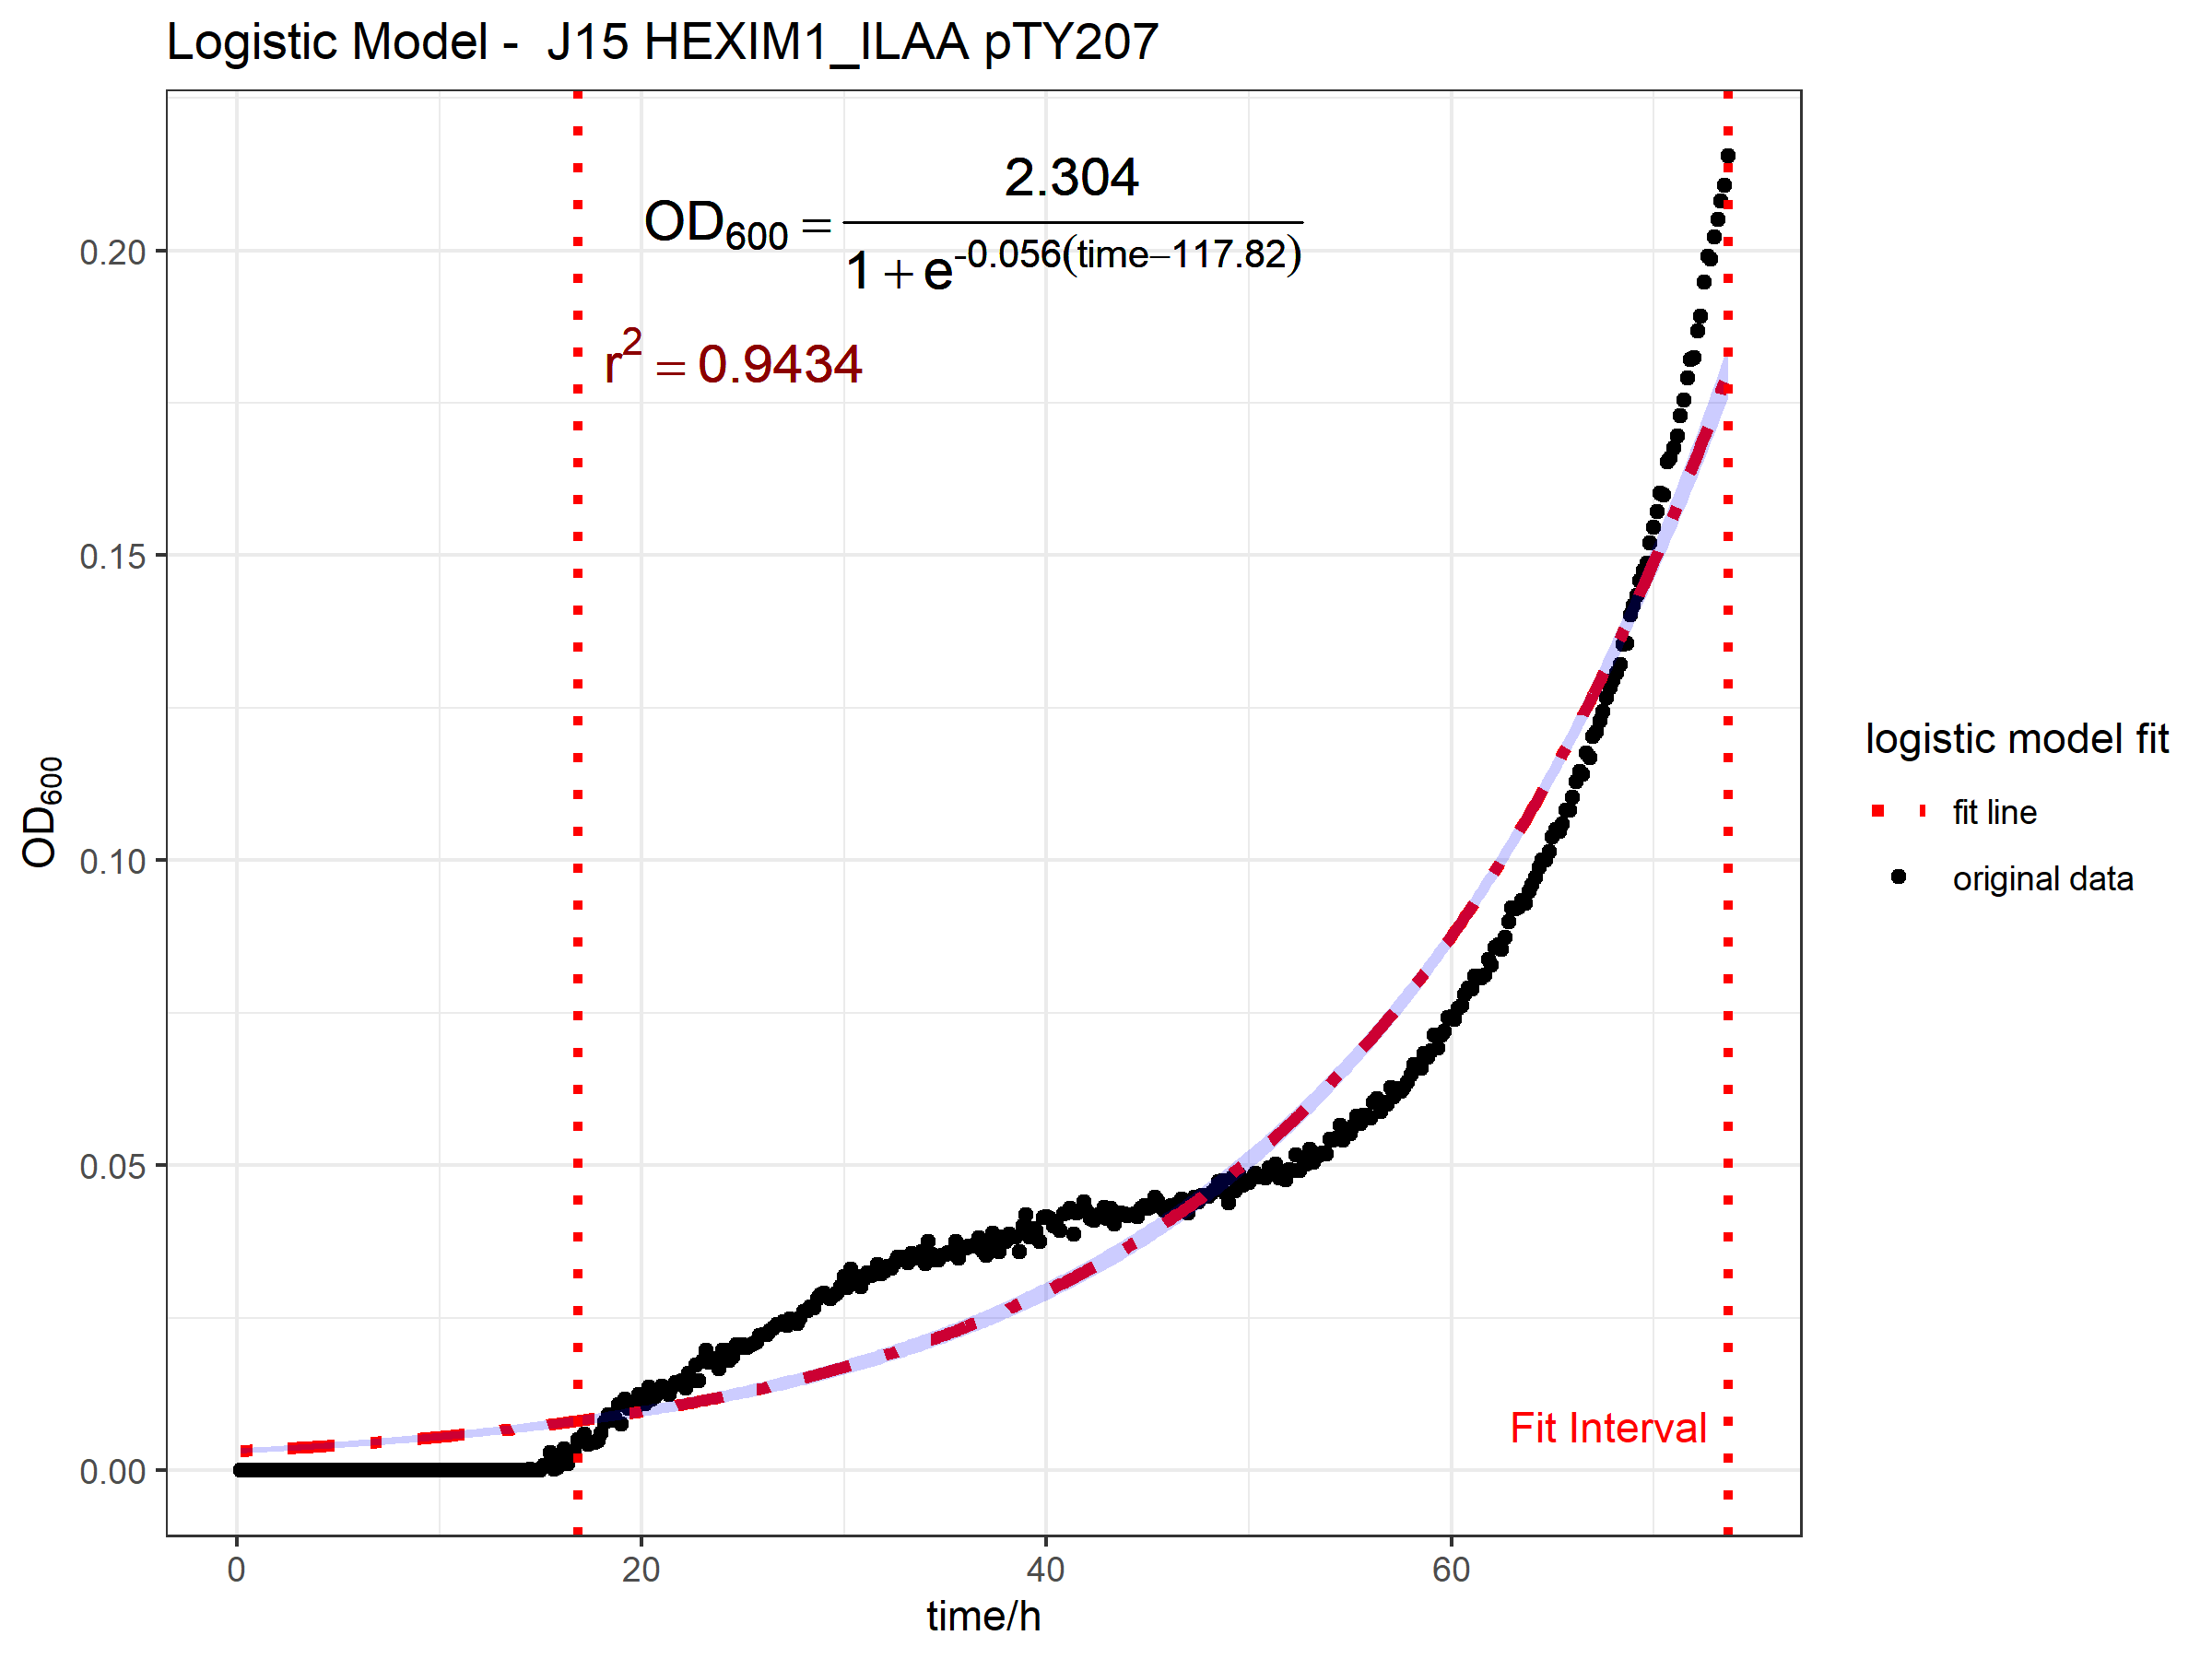 Logistic Model -  J15 HEXIM1_ILAA pTY207
OD600 = 2.304 / 1 + e^-0.056(time−117.82)
r2 = 0.9434
0.20
0.15
0.10
0.05
0.00
OD600
Fit Interval
0 20 40 60
time/h
logistic model fit
fit line
original data